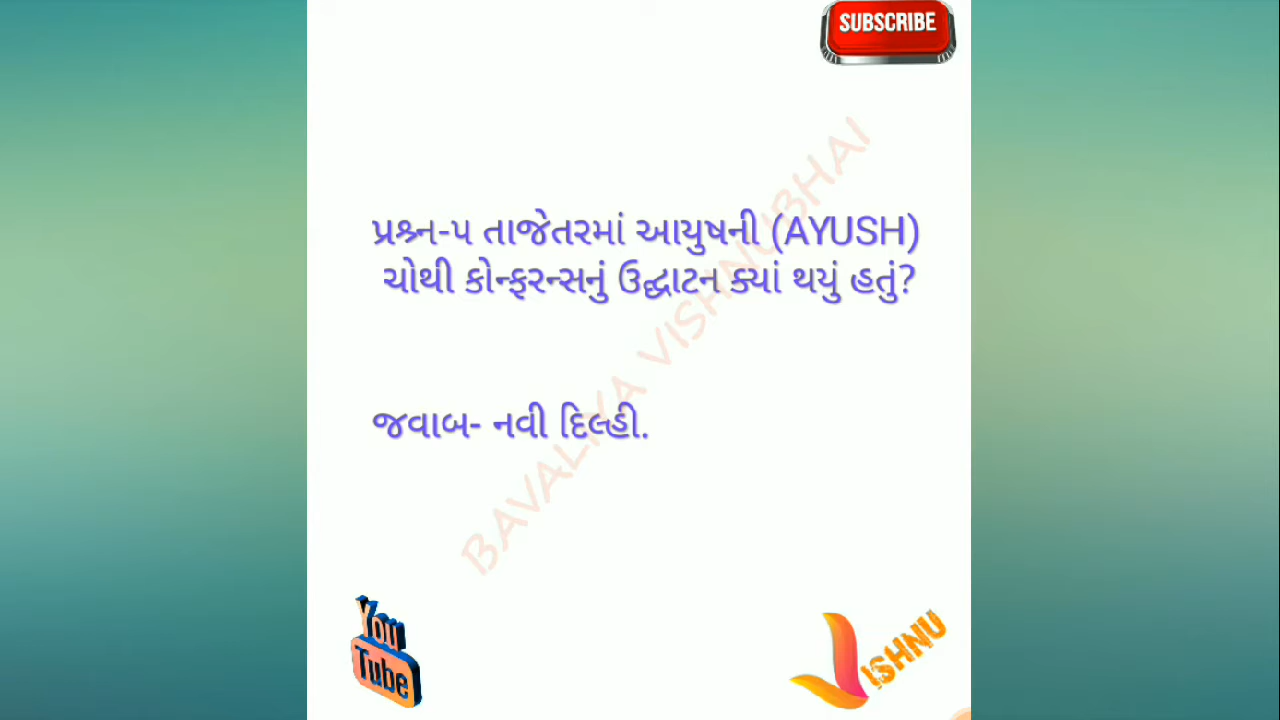 SUBSCRIBE
પ્રશ્ર્ન-૫ તાજેતરમાં આયુષની (AYUSH)
ચોથી કોન્ફરન્સનું ઉદ્ઘાટન ક્યાં થયું હતું?
જવાબ- નવી દિલ્હી.
BAVALIYA VISHNUBHAI
You
Tube
VISHNU